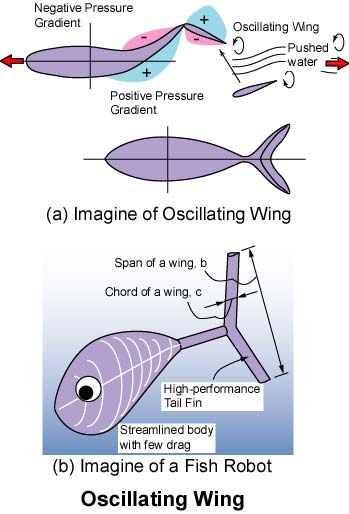 Negative Pressure
Gradient
Oscillating Wing
- + + -
Pushed
water
Positive Pressure
Gradient
(a) Imagine of Oscillating Wing
Span of a wing, b
Chord of a wing, c
High-performance
Tail Fin
Streamlined body
with few drag
(b) Imagine of a Fish Robot
Oscillating Wing